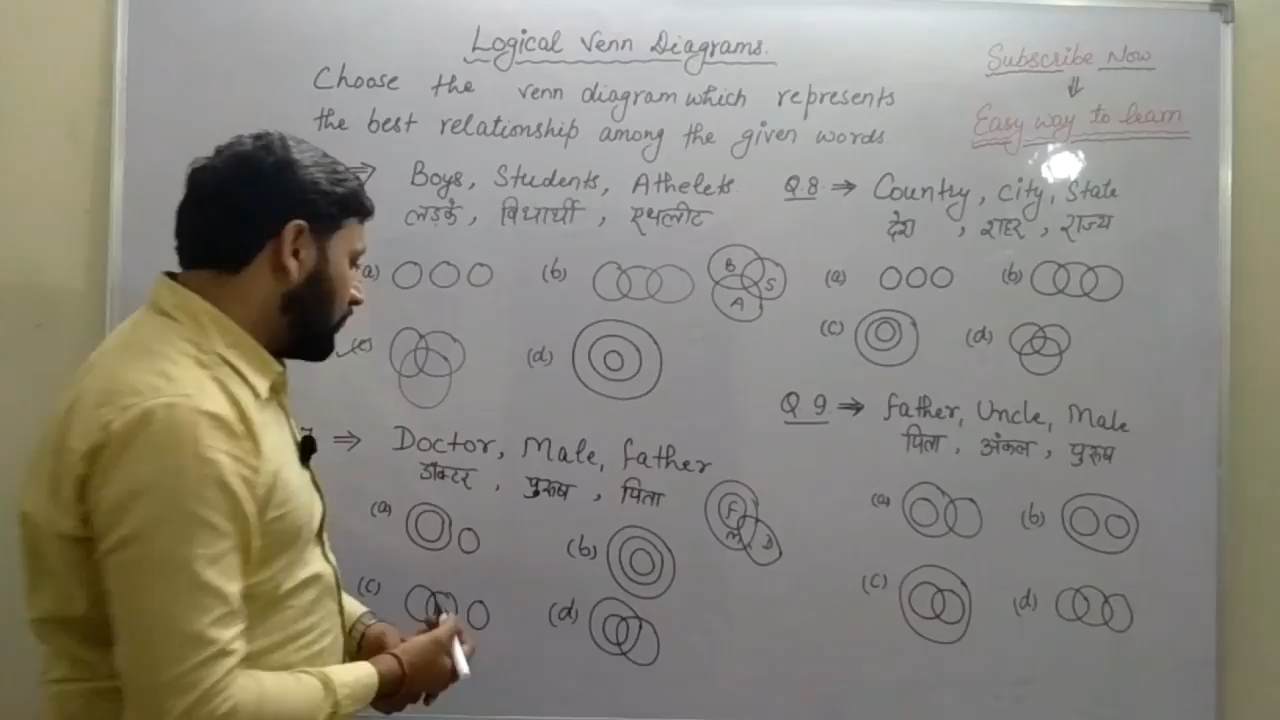 Logical Venn Diagrams.
Choose the venn diagram which represents
the best relationship among the given words
Subscribe Now
⇓
Easy way to learn
⇒ Boys, Students, Athelets
लड़के, विधार्थी, एथलीट
(a) (b) B S A
(c) (d)
⇒ Doctor, Male, father
डॉक्टर, पुरुष, पिता
(a) (b) F M D
(c) (d)
Q.8 ⇒ Country, City, State
देश, शहर, राज्य
(a) (b)
(c) (d)
Q 9 ⇒ father, Uncle, Male
पिता, अंकल, पुरुष
(a) (b)
(c) (d)